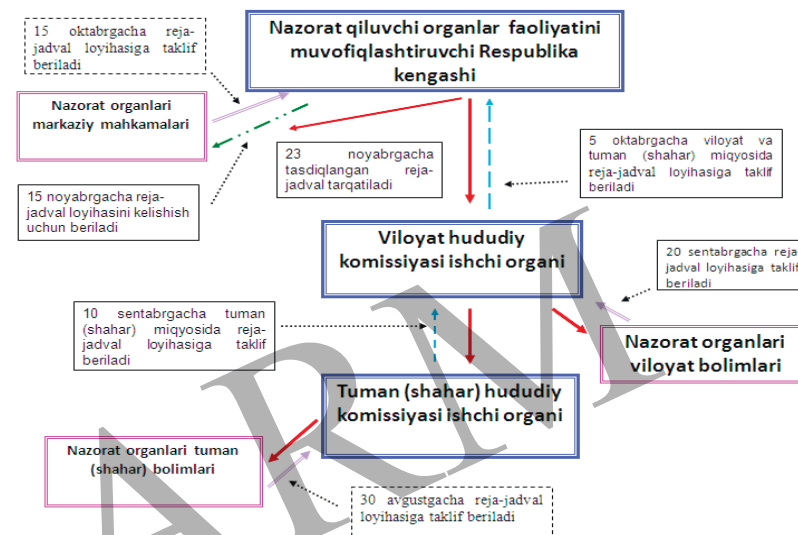 15 oktabrgacha reja-
jadval loyihasiga taklif
beriladi
Nazorat qiluvchi organlar faoliyatini
muvofiqlashtiruvchi Respublika
kengashi
Nazorat organlari
markaziy mahkamalari
23 noyabrgacha
tasdiqlangan reja-
jadval tarqatiladi
5 oktabrgacha viloyat va
tuman (shahar) miqyosida
reja-jadval loyihasiga taklif
beriladi
15 noyabrgacha reja-
jadval loyihasini kelishish
uchun beriladi
Viloyat hududiy
komissiyasi ishchi organi
20 sentabrgacha reja-
jadval loyihasiga taklif
beriladi
10 sentabrgacha tuman
(shahar) miqyosida reja-
jadval loyihasiga taklif
beriladi
Nazorat organlari
viloyat bolimlari
Tuman (shahar) hududiy
komissiyasi ishchi organi
Nazorat organlari tuman
(shahar) bolimlari
30 avgustgacha reja-jadval
loyihasiga taklif beriladi
ARM